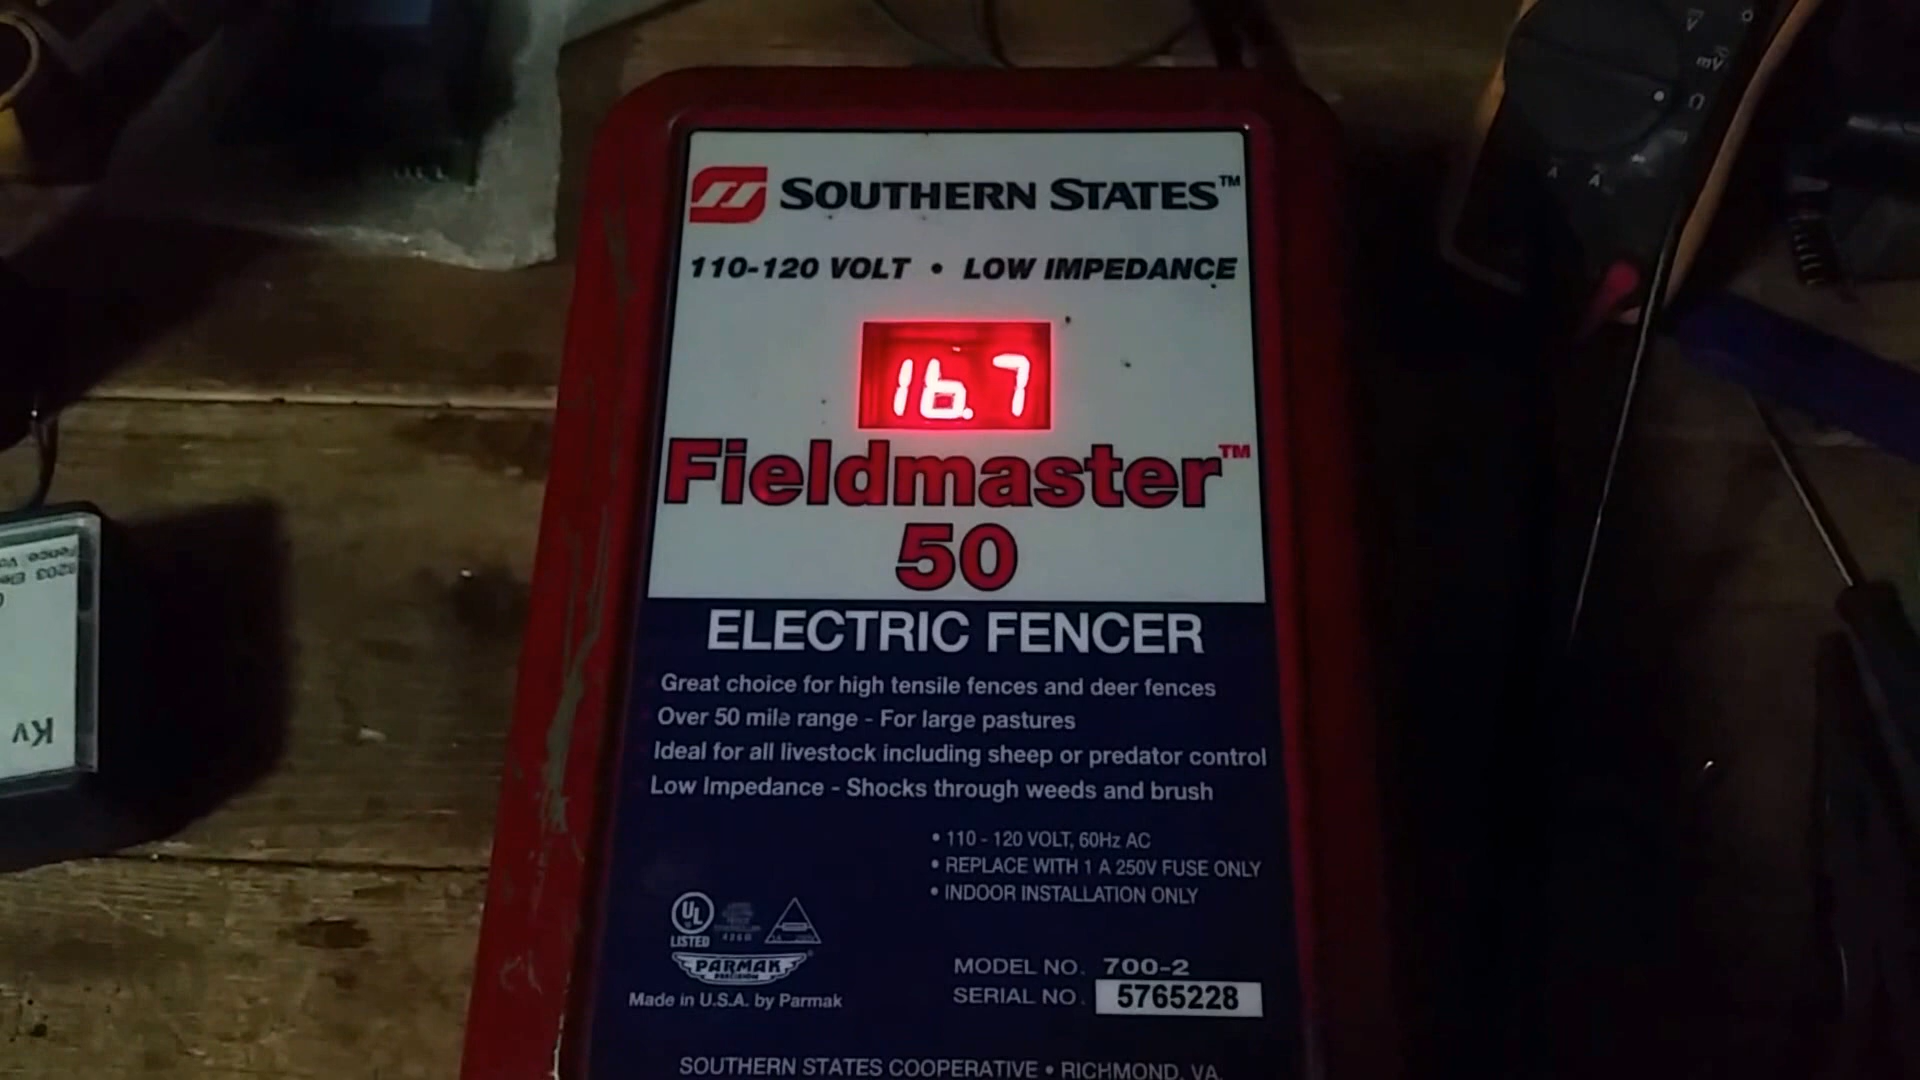 SOUTHERN STATES™
110-120 VOLT • LOW IMPEDANCE
16.7
Fieldmaster™
50
ELECTRIC FENCER
Great choice for high tensile fences and deer fences
Over 50 mile range - For large pastures
Ideal for all livestock including sheep or predator control
Low Impedance - Shocks through weeds and brush
• 110 - 120 VOLT, 60Hz AC
• REPLACE WITH 1 A 250V FUSE ONLY
• INDOOR INSTALLATION ONLY
UL
LISTED
PARMAK
Made in U.S.A. by Parmak
MODEL NO. 700-2
SERIAL NO. 5765228
SOUTHERN STATES COOPERATIVE • RICHMOND, VA.
mV
Ω
A
A
Fence
Kv